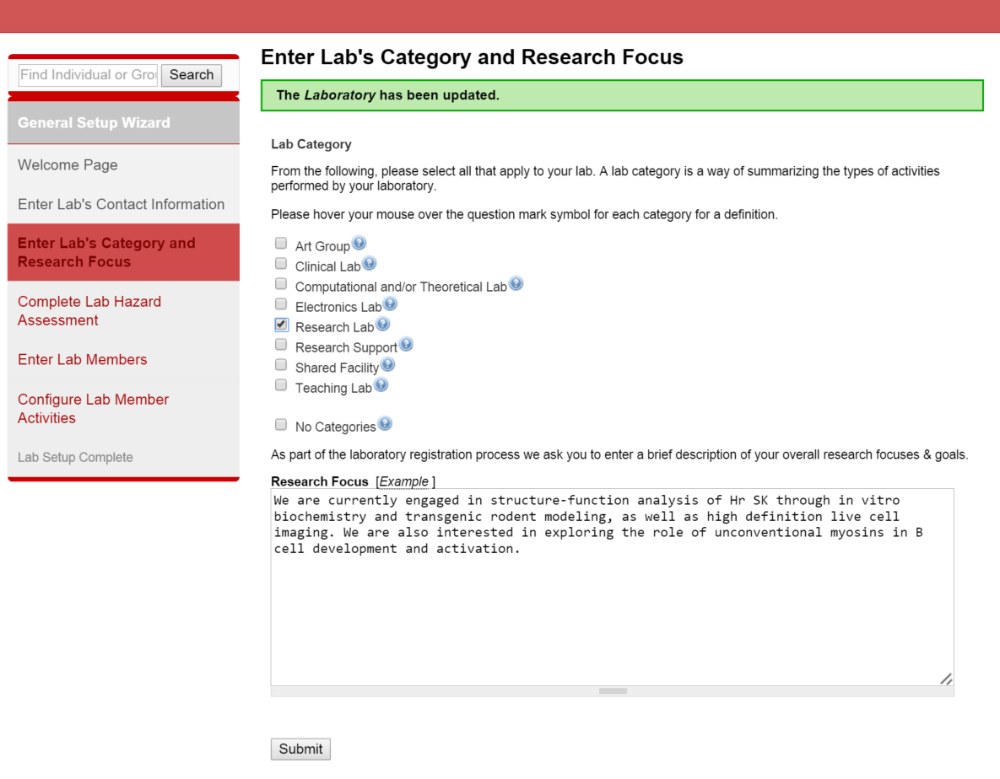 Find Individual or Gro
Search
General Setup Wizard
Welcome Page
Enter Lab's Contact Information
Enter Lab's Category and
Research Focus
Complete Lab Hazard
Assessment
Enter Lab Members
Configure Lab Member
Activities
Lab Setup Complete
Enter Lab's Category and Research Focus
The Laboratory has been updated.
Lab Category
From the following, please select all that apply to your lab. A lab category is a way of summarizing the types of activities
performed by your laboratory.
Please hover your mouse over the question mark symbol for each category for a definition.
Art Group ?
Clinical Lab ?
Computational and/or Theoretical Lab ?
Electronics Lab ?
Research Lab ?
Research Support ?
Shared Facility ?
Teaching Lab ?
No Categories ?
As part of the laboratory registration process we ask you to enter a brief description of your overall research focuses & goals.
Research Focus [Example ]
We are currently engaged in structure-function analysis of Hr SK through in vitro
biochemistry and transgenic rodent modeling, as well as high definition live cell
imaging. We are also interested in exploring the role of unconventional myosins in B
cell development and activation.
Submit